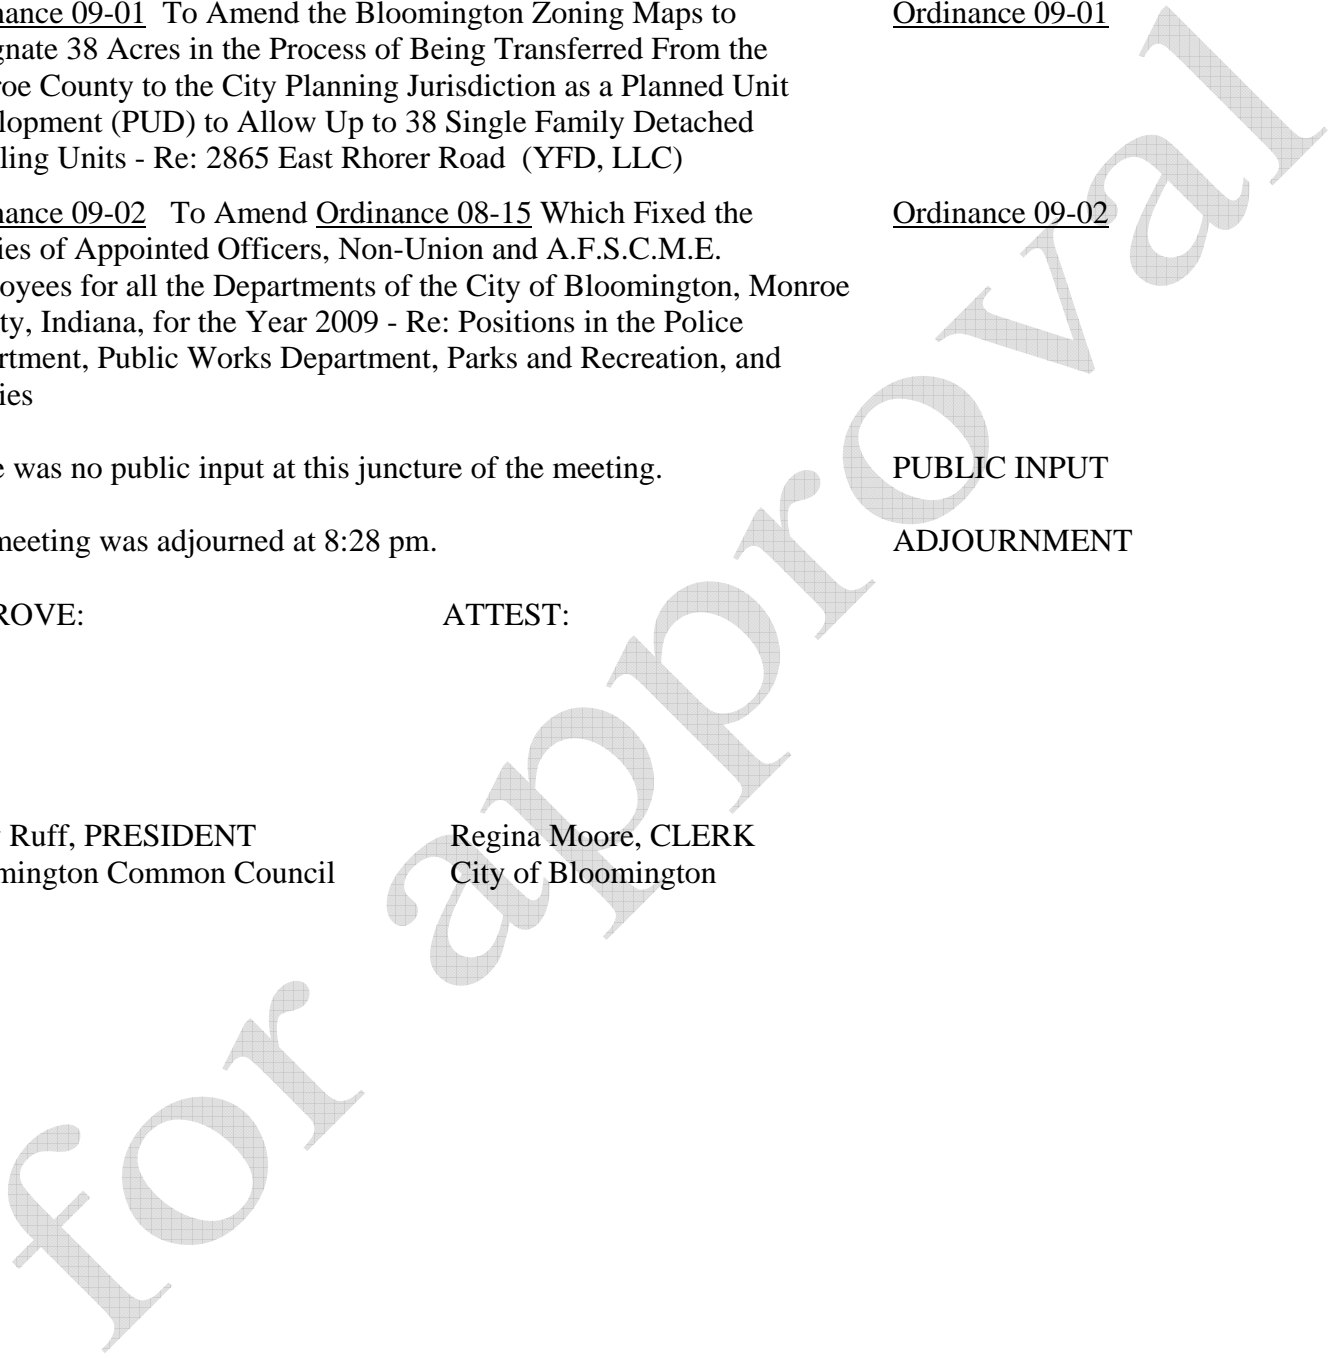 nance 09-01 To Amend the Bloomington Zoning Maps to Ordinance 09-01
gnate 38 Acres in the Process of Being Transferred From the
roe County to the City Planning Jurisdiction as a Planned Unit
lopment (PUD) to Allow Up to 38 Single Family Detached
ling Units - Re: 2865 East Rhorer Road (YFD, LLC)
nance 09-02 To Amend Ordinance 08-15 Which Fixed the Ordinance 09-02
ies of Appointed Officers, Non-Union and A.F.S.C.M.E.
oyees for all the Departments of the City of Bloomington, Monroe
ty, Indiana, for the Year 2009 - Re: Positions in the Police
rtment, Public Works Department, Parks and Recreation, and
ies
e was no public input at this juncture of the meeting. PUBLIC INPUT
meeting was adjourned at 8:28 pm. ADJOURNMENT
ROVE: ATTEST:
Ruff, PRESIDENT Regina Moore, CLERK
mington Common Council City of Bloomington
for approval